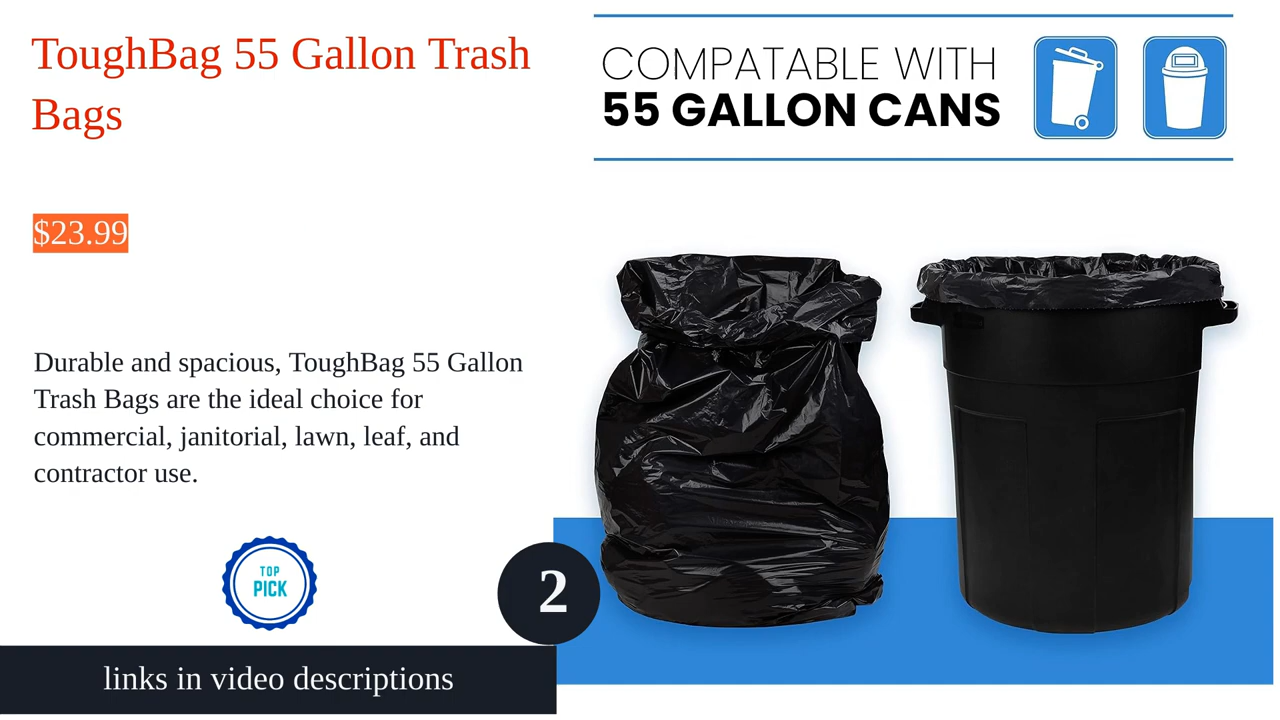 ToughBag 55 Gallon Trash
Bags
COMPATABLE WITH
55 GALLON CANS
$23.99
Durable and spacious, ToughBag 55 Gallon
Trash Bags are the ideal choice for
commercial, janitorial, lawn, leaf, and
contractor use.
TOP
PICK
2
links in video descriptions